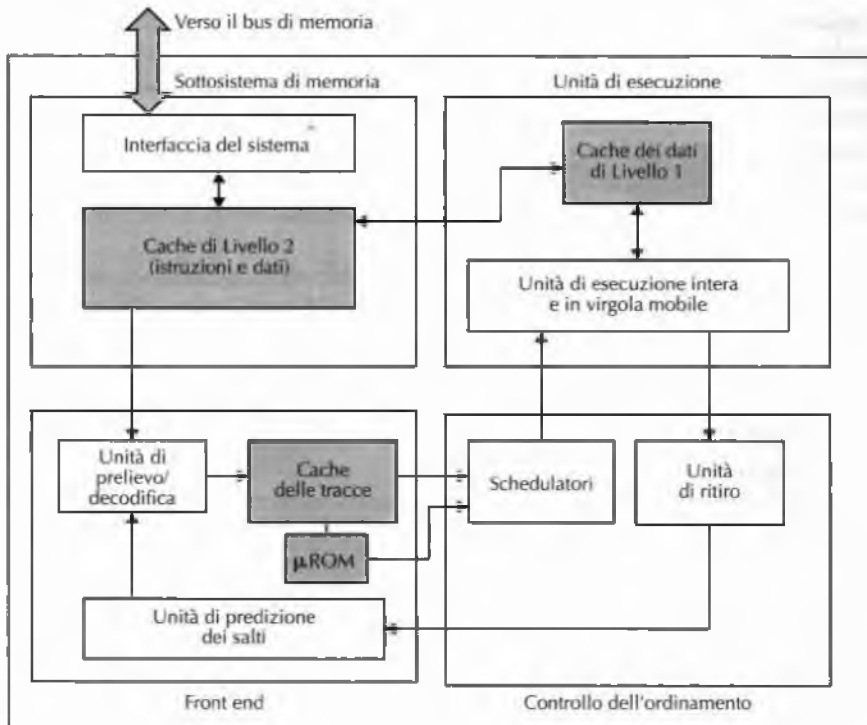 Verso il bus di memoria
Sottosistema di memoria
Unità di esecuzione
Interfaccia del sistema
Cache dei dati
di Livello 1
Cache di Livello 2
(istruzioni e dati)
Unità di esecuzione intera
e in virgola mobile
Unità di
prelievo/
decodifica
Cache
delle tracce
Schedulatori
Unità
di ritiro
μROM
Unità di predizione
dei salti
Front end
Controllo dell'ordinamento